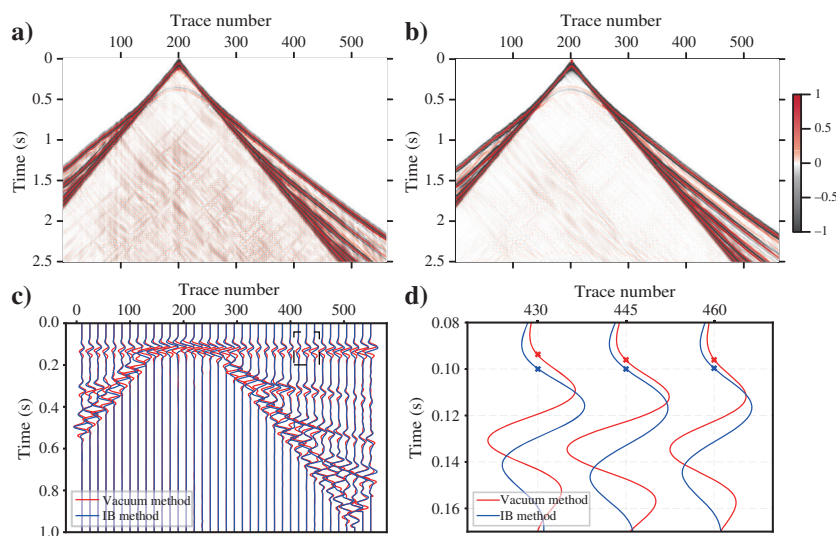 a)
Trace number
100 200 300 400 500
0
0.5
1
1.5
2
2.5
Time (s)
b)
Trace number
100 200 300 400 500
0
0.5
1
1.5
2
2.5
Time (s)
1
0.5
0
−0.5
−1
c)
Trace number
0 100 200 300 400 500
0.0
0.2
0.4
0.6
0.8
1.0
Time (s)
Vacuum method
IB method
d)
Trace number
430 445 460
0.08
0.10
0.12
0.14
0.16
Time (s)
Vacuum method
IB method